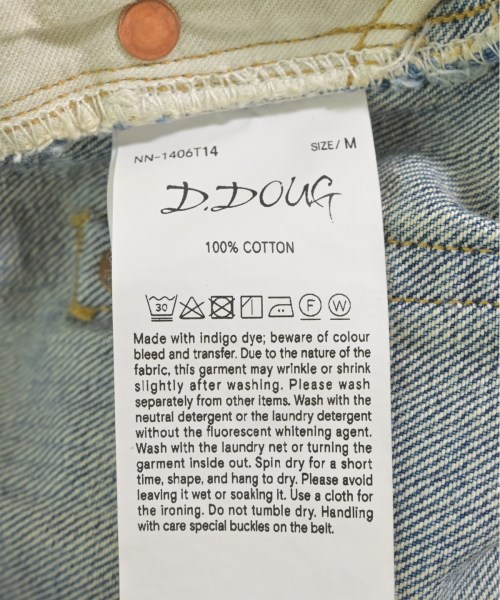 NN-1406T14 SIZE/ M
D.DOUG
100% COTTON
30 F W
Made with indigo dye; beware of colour
bleed and transfer. Due to the nature of the
fabric, this garment may wrinkle or shrink
slightly after washing. Please wash
separately from other items. Wash with the
neutral detergent or the laundry detergent
without the fluorescent whitening agent.
Wash with the laundry net or turning the
garment inside out. Spin dry for a short
time, shape, and hang to dry. Please avoid
leaving it wet or soaking it. Use a cloth for
the ironing. Do not tumble dry. Handling
with care special buckles on the belt.